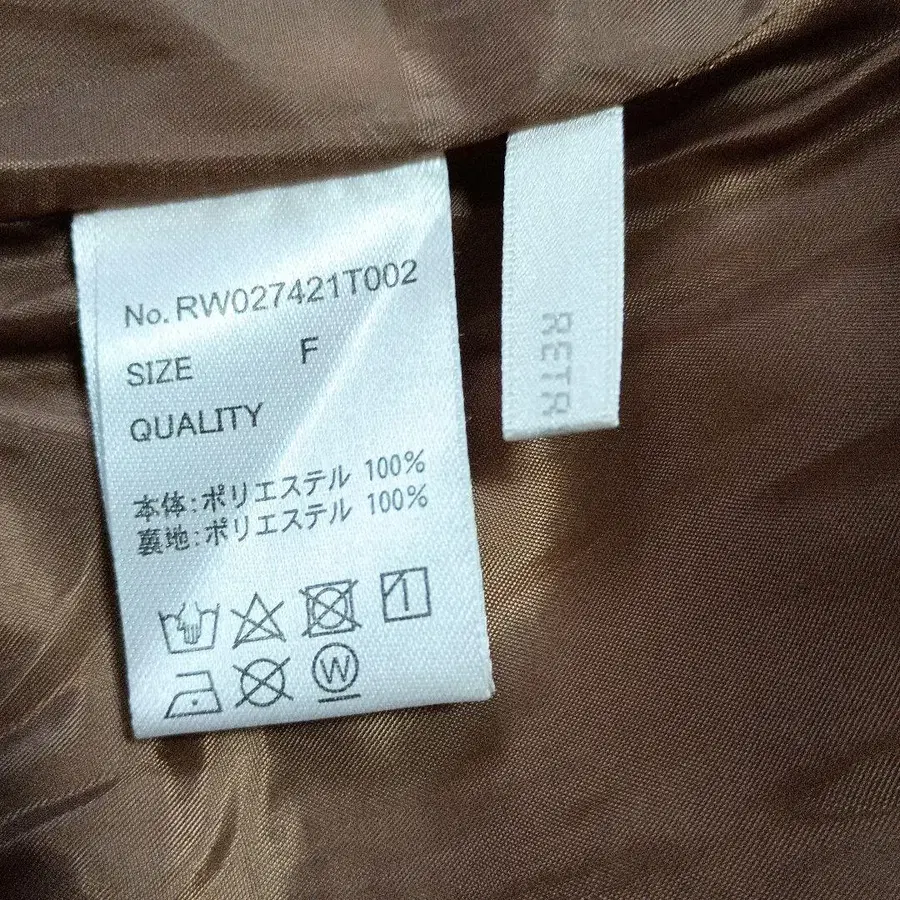 No. RW027421T002
SIZE F
QUALITY
本体:ポリエステル 100%
裏地:ポリエステル 100%
W
RETR